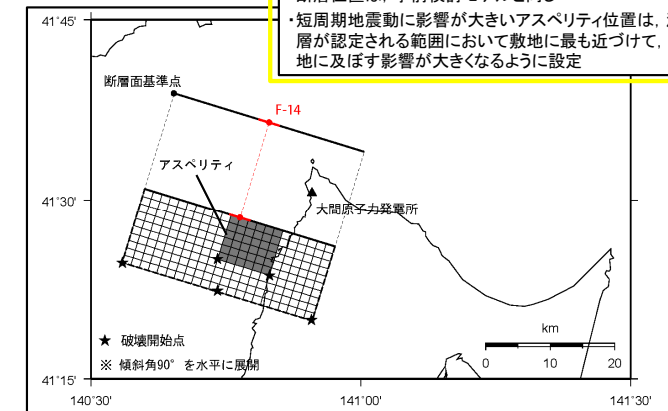 ・短周期地震動に影響が大きいアスペリティ位置は,
層が認定される範囲において敷地に最も近づけて,
地に及ぼす影響が大きくなるように設定
41°45'
断層面基準点
F-14
アスペリティ
41°30'
大間原子力発電所
★ 破壊開始点
※ 傾斜角90° を水平に展開
km
0 10 20
41°15'
140°30' 141°00' 141°30'